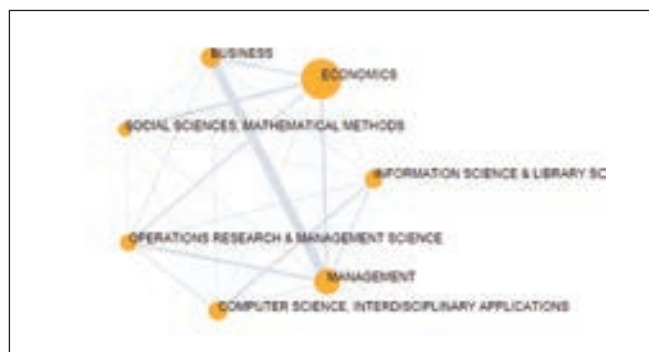 BUSINESS
ECONOMICS
SOCIAL SCIENCES, MATHEMATICAL METHODS
INFORMATION SCIENCE & LIBRARY SC
OPERATIONS RESEARCH & MANAGEMENT SCIENCE
MANAGEMENT
COMPUTER SCIENCE, INTERDISCIPLINARY APPLICATIONS